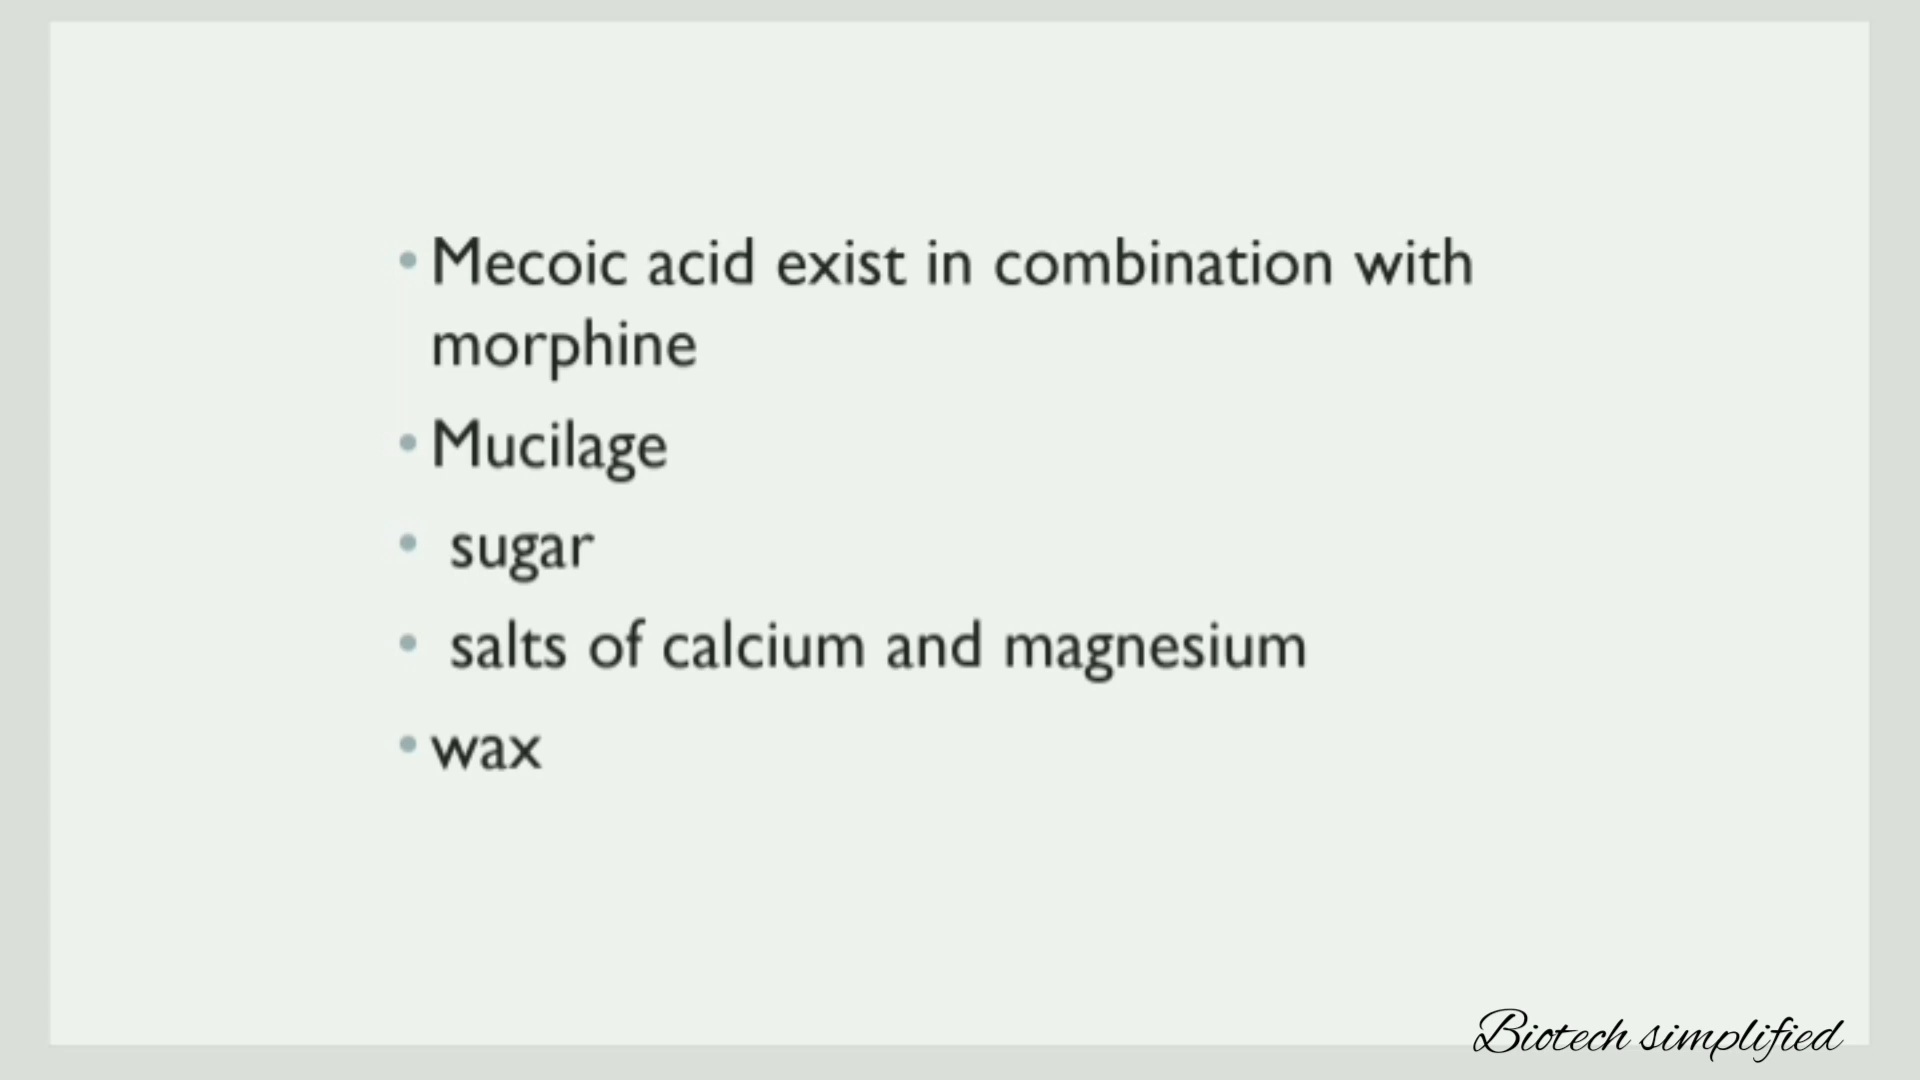 • Mecoic acid exist in combination with
morphine
• Mucilage
• sugar
• salts of calcium and magnesium
• wax
Biotech simplified